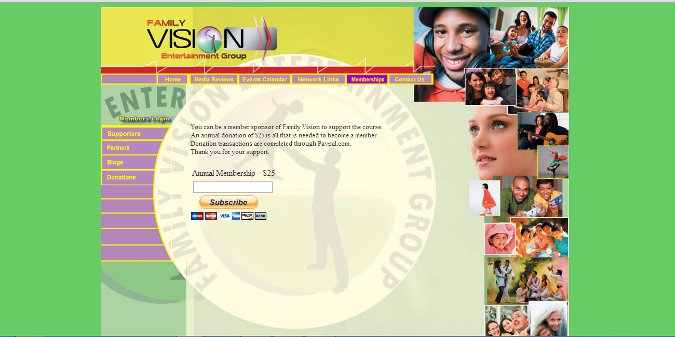 FAMILY
VISION
Entertainment Group
Home
Media Reviews
Events Calendar
Network Links
Memberships
Contact Us
ENTER
Members Login
Supporters
Partners
Blogs
Donations
FAMILY VISION ENTERTAINMENT GROUP
You can be a member sponsor of Family Vision to support the course.
An annual donation of $25 is all that is needed to become a member.
Donation transactions are completed through Paypal.com.
Thank you for your support.
Annual Membership - $25
Subscribe
VISA